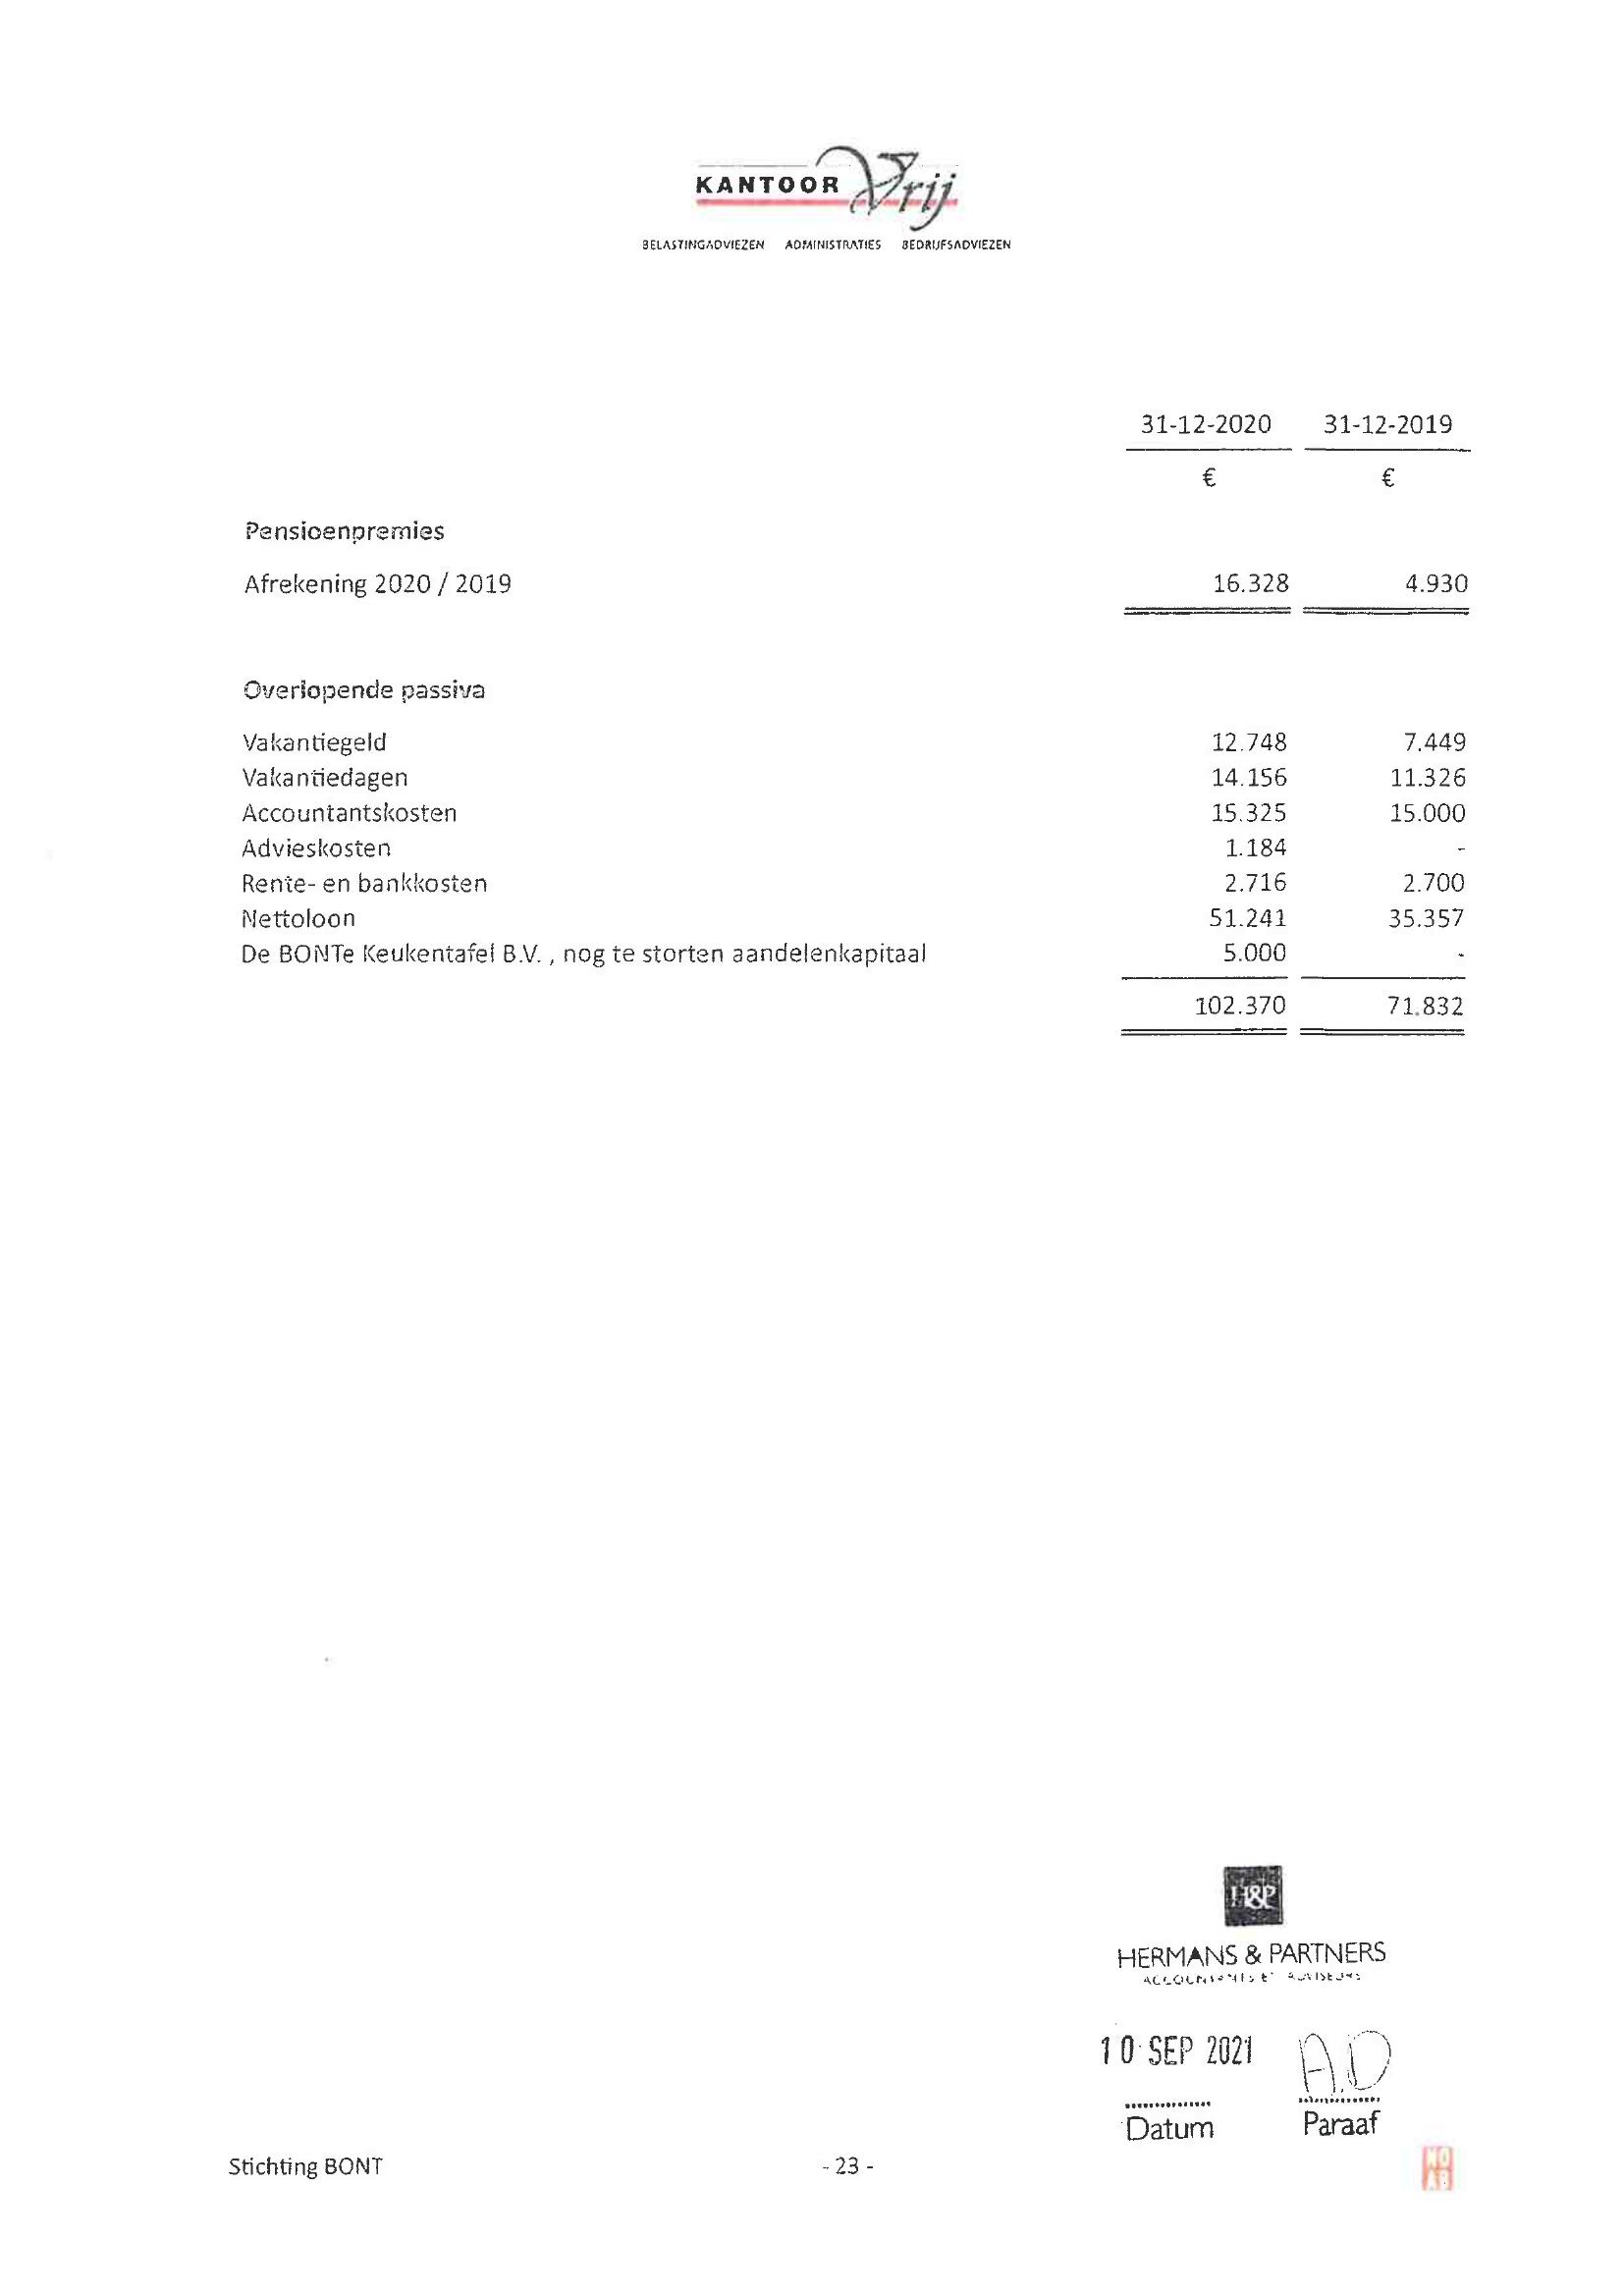 KANTOOR Vrij
BELASTINGADVIEZEN ADMINISTRATIES BEDRIJFSADVIEZEN
31-12-2020 31-12-2019
€ €
Pensioenpremies
Afrekening 2020 / 2019 16.328 4.930
Overlopende passiva
Vakantiegeld 12.748 7.449
Vakantiedagen 14.156 11.326
Accountantskosten 15.325 15.000
Advieskosten 1.184 -
Rente- en bankkosten 2.716 2.700
Nettoloon 51.241 35.357
De BONTe Keukentafel B.V. , nog te storten aandelenkapitaal 5.000 -
102.370 71.832
H&P
HERMANS & PARTNERS
ACCOUNTANTS ET ADVISEURS
10 SEP 2021 A.D
Datum Paraaf
Stichting BONT - 23 -
NOAB